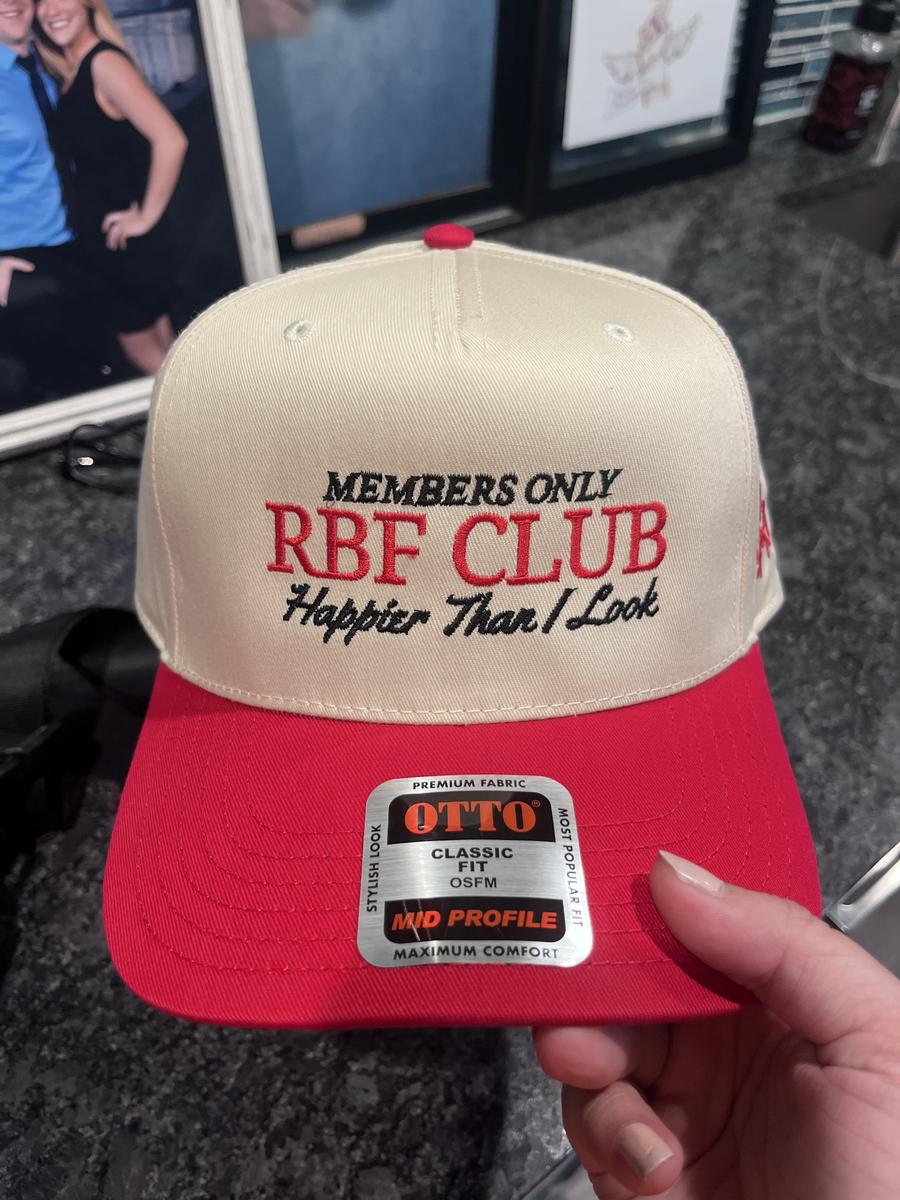 MEMBERS ONLY
RBF CLUB
Happier Than I Look
PREMIUM FABRIC
OTTO®
STYLISH LOOK
CLASSIC
FIT
OSFM
MOST POPULAR FIT
MID PROFILE
MAXIMUM COMFORT